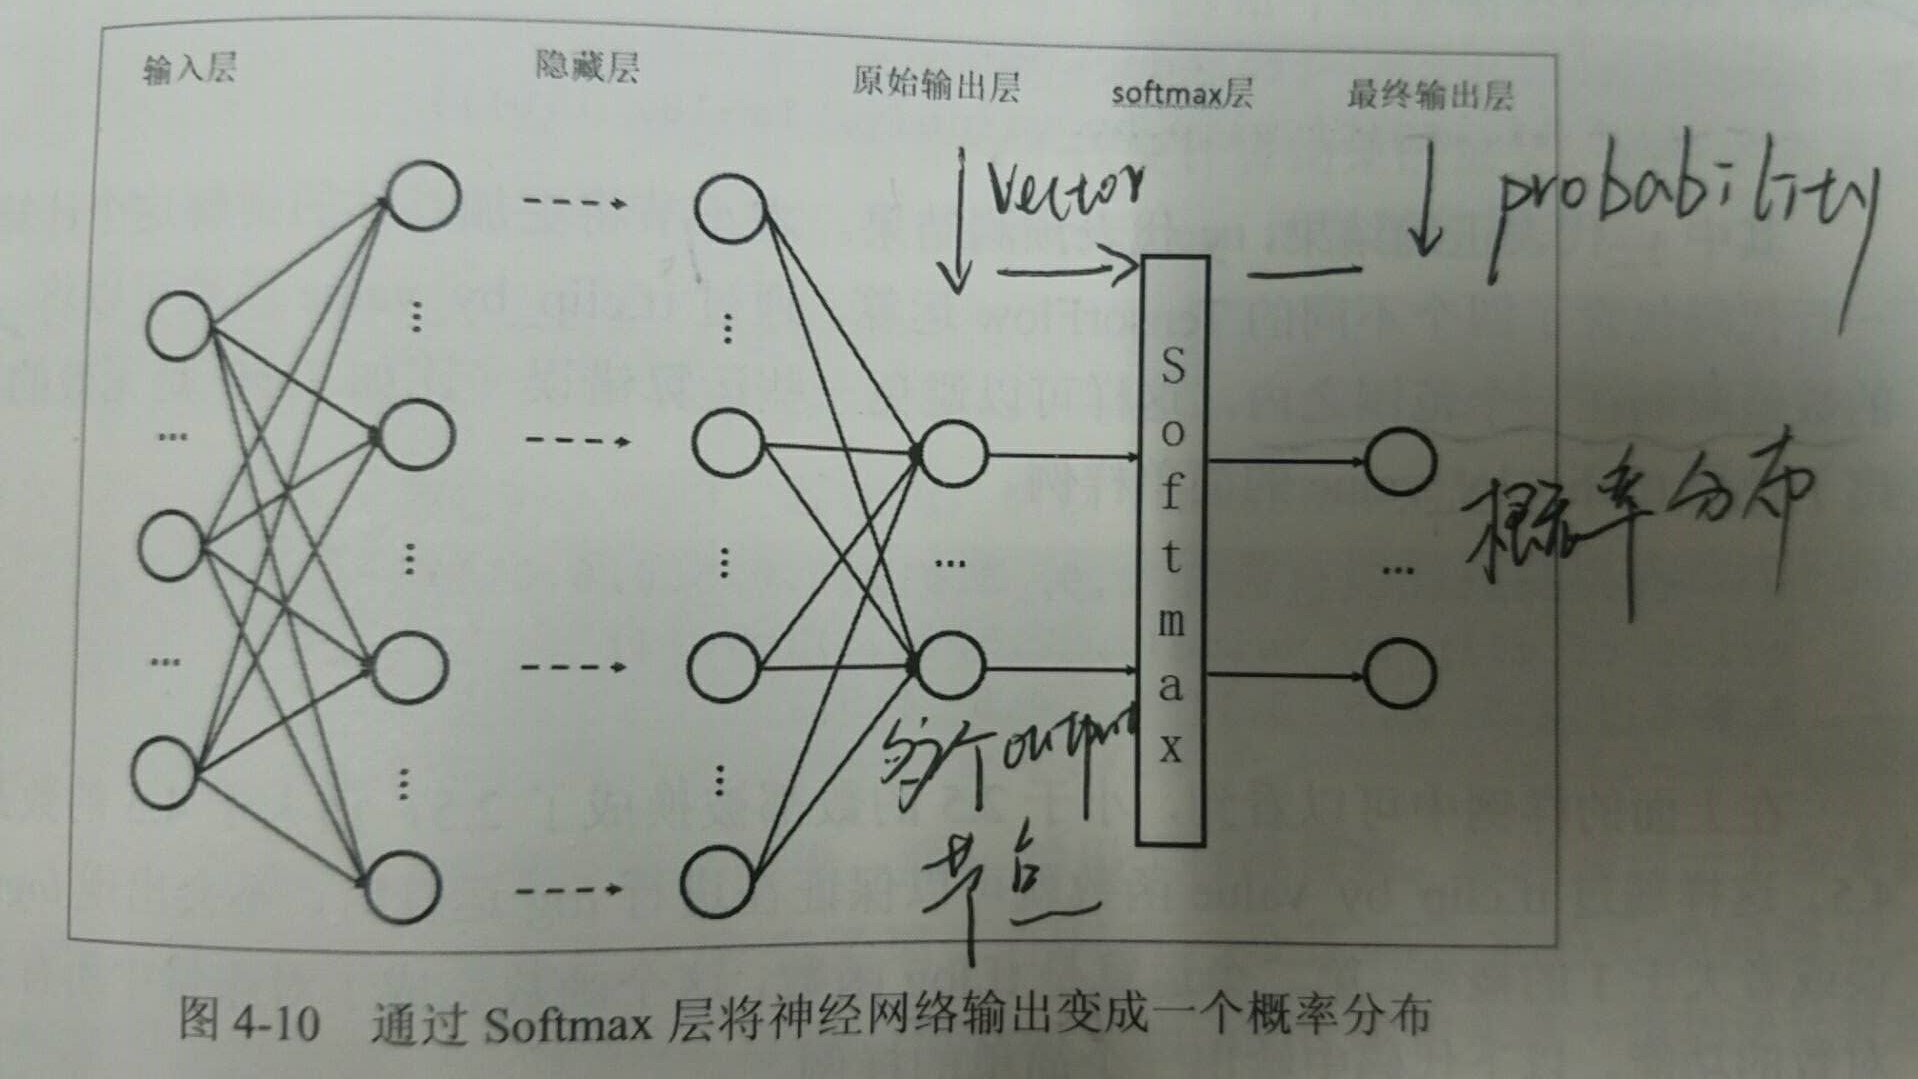 输入层
隐藏层
原始输出层
softmax层
最终输出层
vector
probability
Softmax
概率分布
每个output
节点
图 4-10 通过 Softmax 层将神经网络输出变成一个概率分布